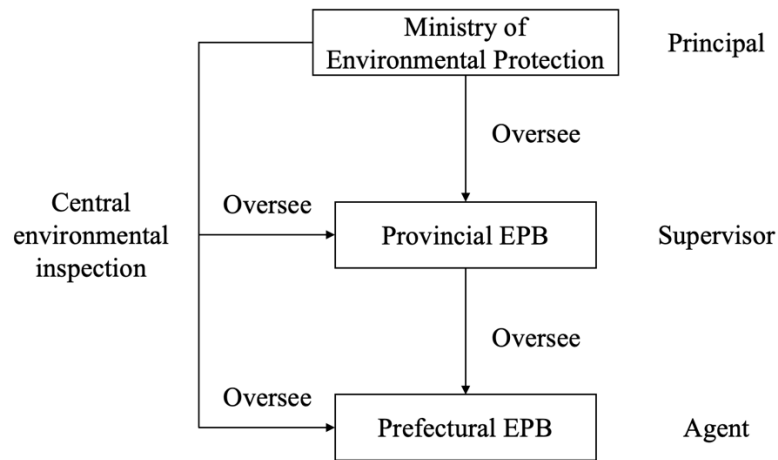 Ministry of
Environmental Protection
Principal
Oversee
Central
environmental
inspection
Oversee
Provincial EPB
Supervisor
Oversee
Oversee
Prefectural EPB
Agent